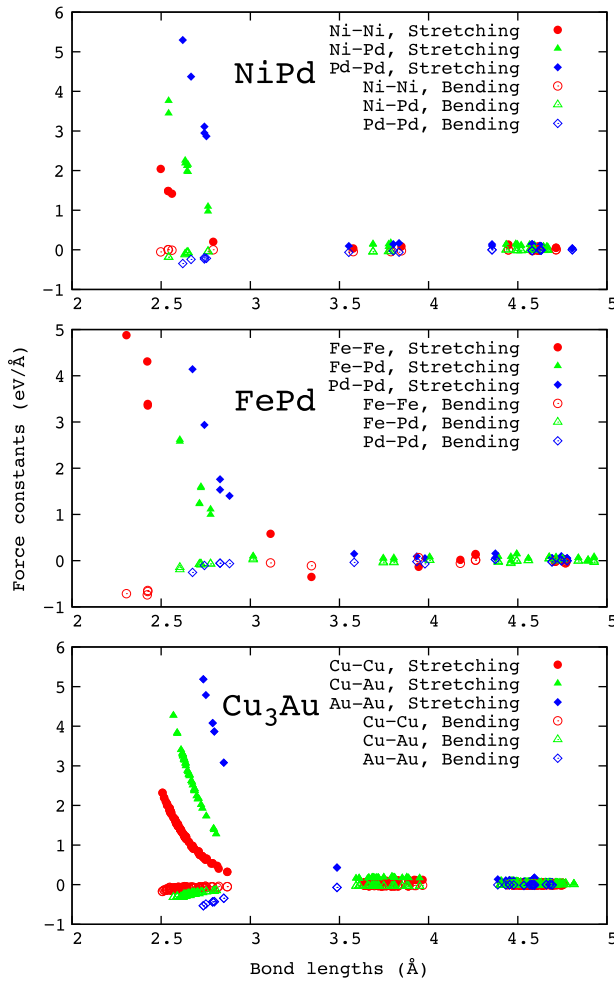 6
5
4
3
2
1
0
−1
NiPd
Ni−Ni, Stretching
Ni−Pd, Stretching
Pd−Pd, Stretching
Ni−Ni, Bending
Ni−Pd, Bending
Pd−Pd, Bending
2 2.5 3 3.5 4 4.5 5
5
4
3
2
1
0
−1
FePd
Fe−Fe, Stretching
Fe−Pd, Stretching
Pd−Pd, Stretching
Fe−Fe, Bending
Fe−Pd, Bending
Pd−Pd, Bending
Force constants (eV/Å)
2 2.5 3 3.5 4 4.5 5
6
5
4
3
2
1
0
−1
Cu₃Au
Cu−Cu, Stretching
Cu−Au, Stretching
Au−Au, Stretching
Cu−Cu, Bending
Cu−Au, Bending
Au−Au, Bending
2 2.5 3 3.5 4 4.5 5
Bond lengths (Å)